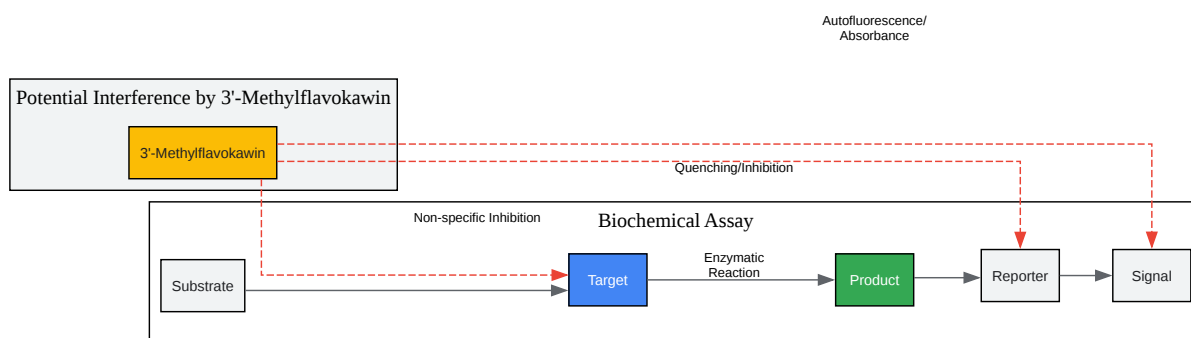 Autofluorescence/
Absorbance
Potential Interference by 3'-Methylflavokawin
3'-Methylflavokawin
Quenching/Inhibition
Non-specific Inhibition
Biochemical Assay
Substrate
Target
Enzymatic
Reaction
Product
Reporter
Signal